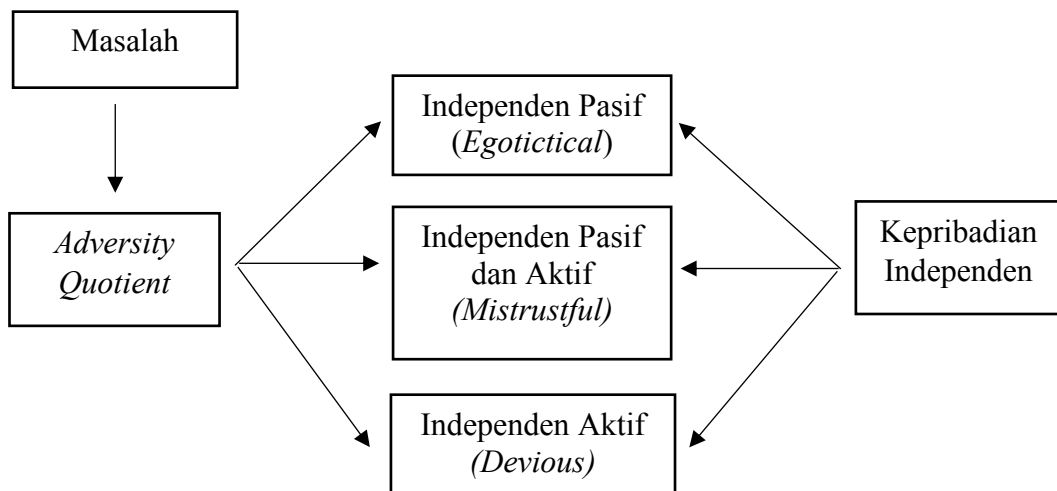 Masalah
Independen Pasif
(Egotictical)
Adversity
Quotient
Independen Pasif
dan Aktif
(Mistrustful)
Kepribadian
Independen
Independen Aktif
(Devious)